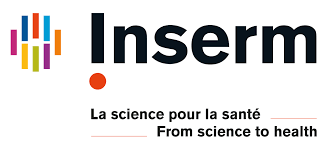 Inserm
La science pour la santé
From science to health